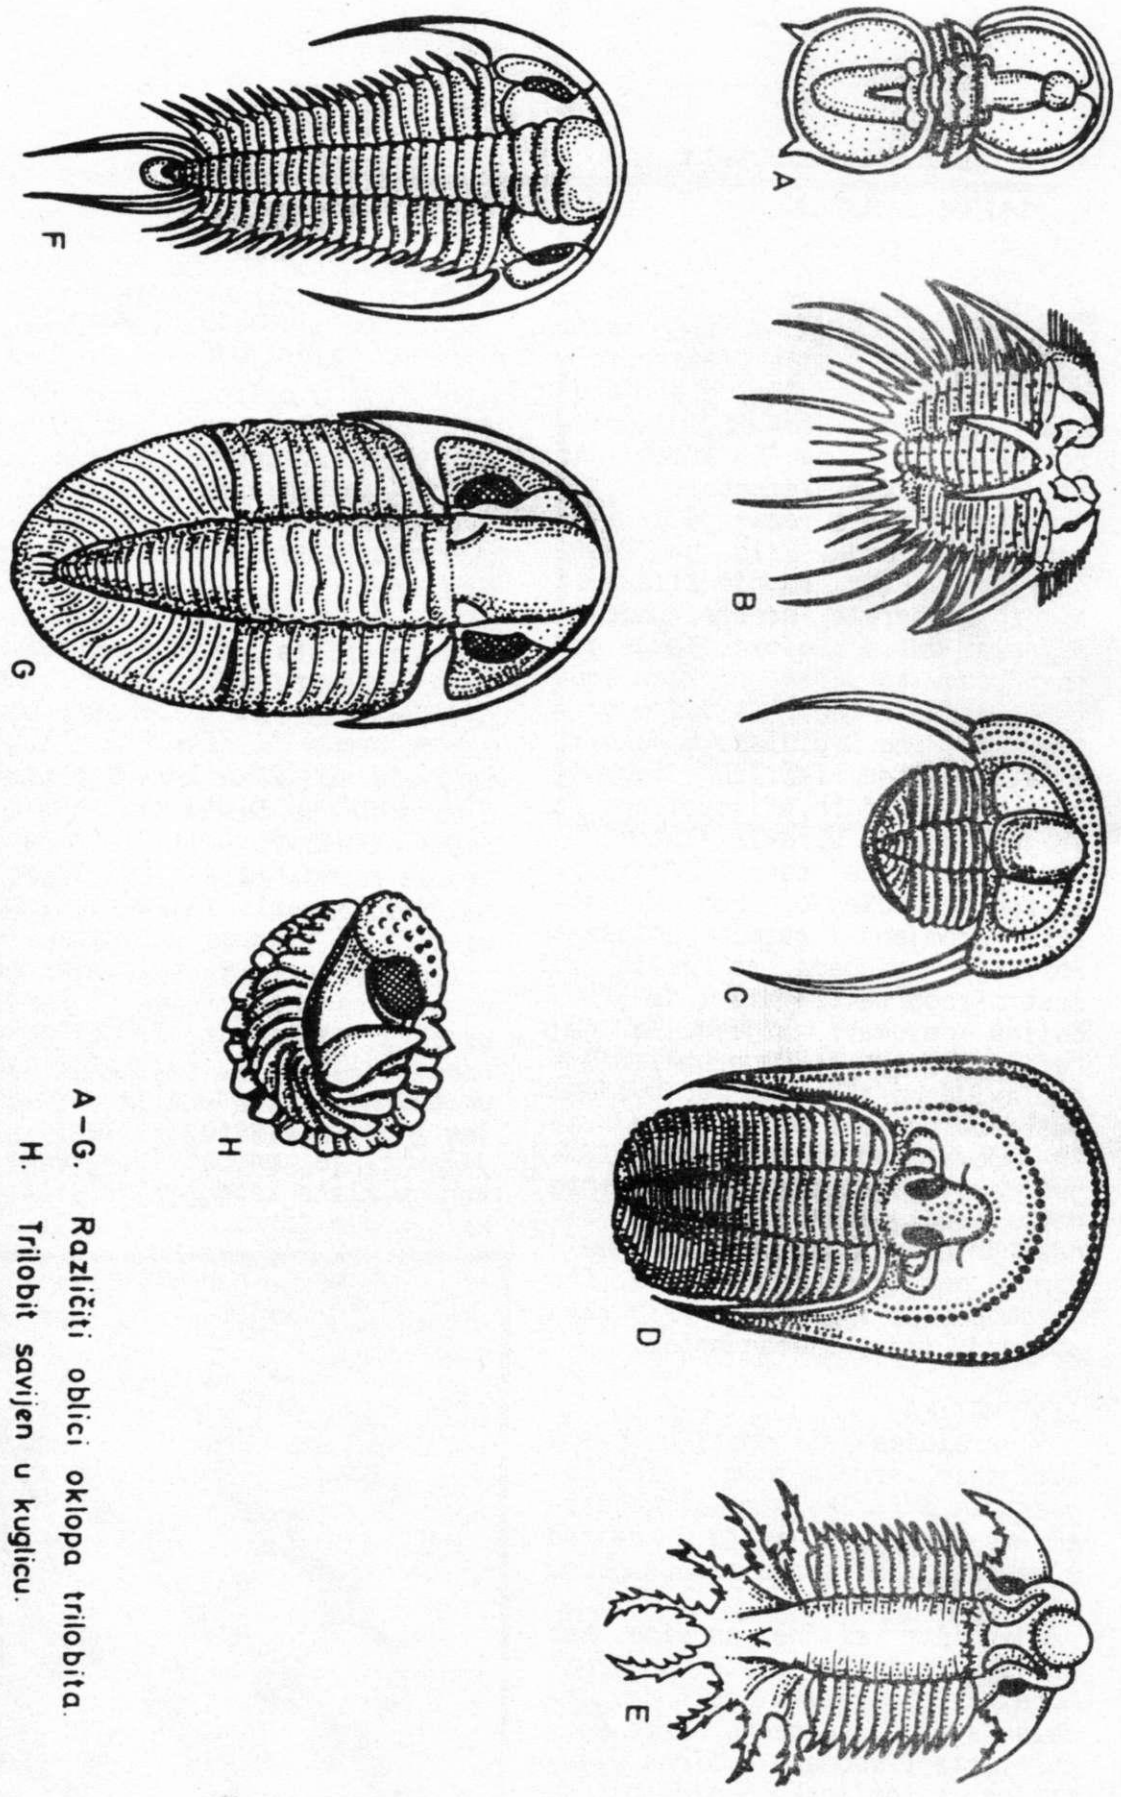 A
B
C
D
E
F
G
H
A–G. Različiti oblici oklopa trilobita.
H. Trilobit savijen u kuglicu.